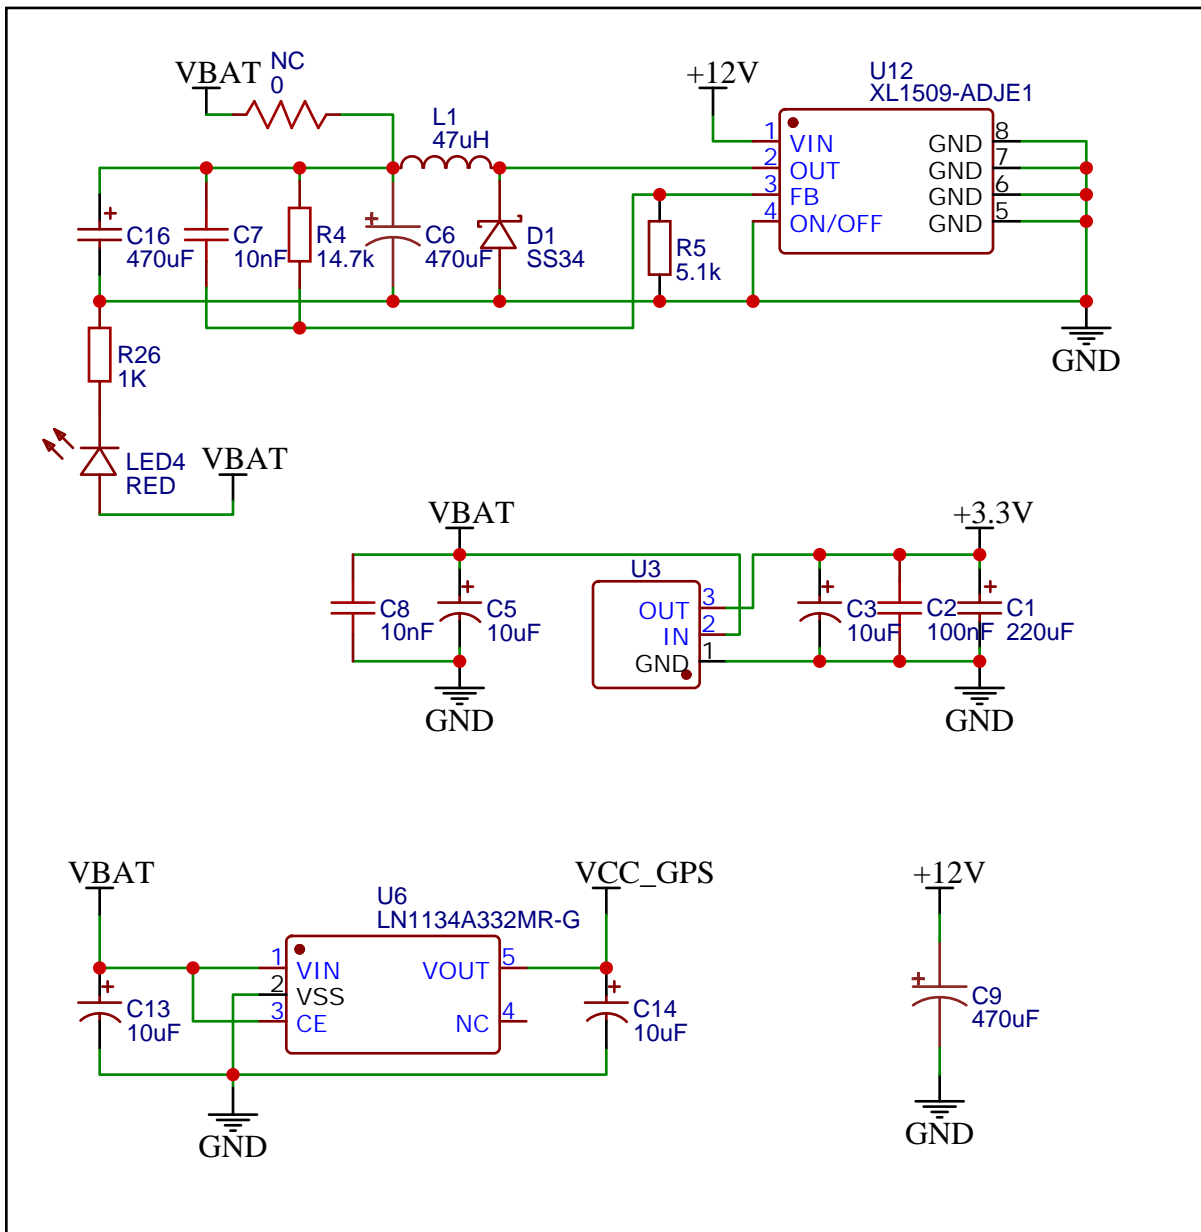 NC
VBAT
0
+12V
U12
XL1509-ADJE1
L1
47uH
1
VIN
GND
8
2
OUT
GND
7
3
FB
GND
6
4
ON/OFF
GND
5
+
C16
470uF
C7
10nF
R4
14.7k
+
C6
470uF
D1
SS34
R5
5.1k
GND
R26
1K
LED4
RED
VBAT
VBAT
+3.3V
U3
OUT
3
IN
2
GND
1
C8
10nF
+
C5
10uF
+
C3
10uF
C2
100nF
+
C1
220uF
GND
GND
VBAT
VCC_GPS
+12V
U6
LN1134A332MR-G
1
VIN
VOUT
5
2
VSS
3
CE
NC
4
+
C13
10uF
+
C14
10uF
+
C9
470uF
GND
GND